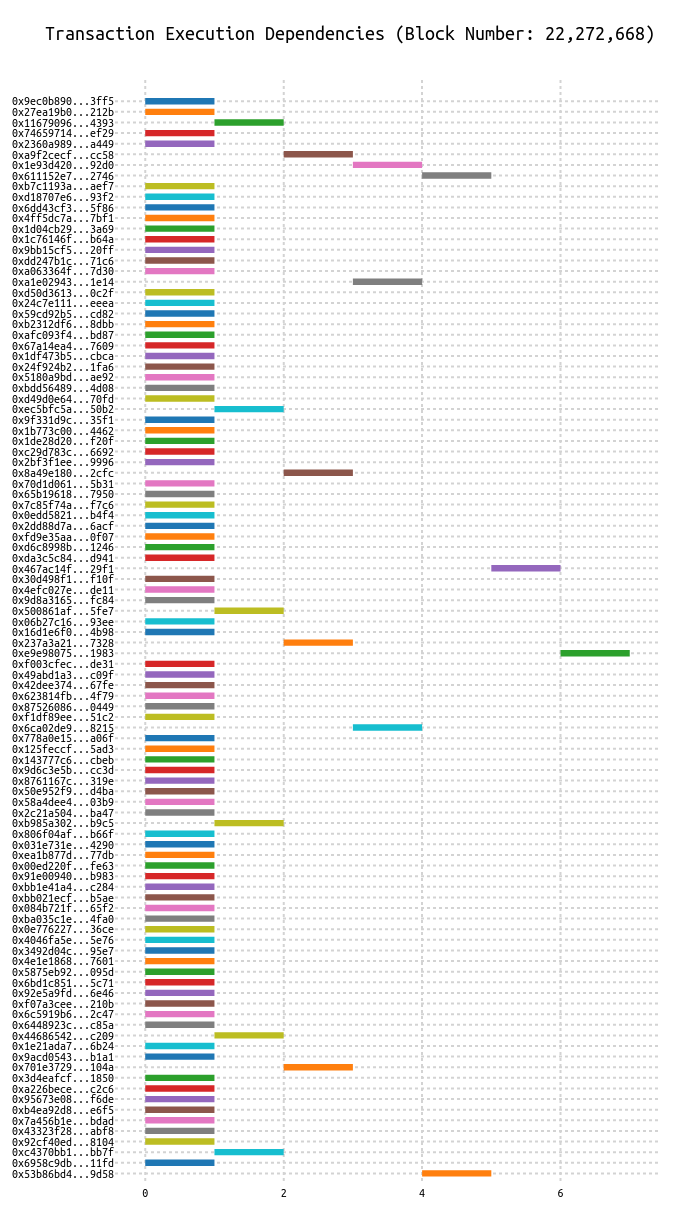 Transaction Execution Dependencies (Block Number: 22,272,668)
0x9ec0b890...3ff5
0x27ea19b0...212b
0x11679096...4393
0x74659714...ef29
0x2360a989...a449
0xa9f2cecf...cc58
0x1e93d420...92d0
0x611152e7...2746
0xb7c1193a...aef7
0xd18707e6...93f2
0x6dd43cf3...5f86
0x4ff5dc7a...7bf1
0x1d04cb29...3a69
0x1c76146f...b64a
0x9bb15cf5...20ff
0xdd247b1c...71c6
0xa063364f...7d30
0xa1e02943...1e14
0xd50d3613...0c2f
0x24c7e111...eeea
0x59cd92b5...cd82
0xb2312df6...8dbb
0xafc093f4...bd87
0x67a14ea4...7609
0x1df473b5...cbca
0x24f924b2...1fa6
0x5180a9bd...ae92
0xbdd56489...4d08
0xd49d0e64...70fd
0xec5bfc5a...50b2
0x9f331d9c...35f1
0x1b773c00...4462
0x1de28d20...f20f
0xc29d783c...6692
0x2bf3f1ee...9996
0x8a49e180...2cfc
0x70d1d061...5b31
0x65b19618...7950
0x7c85f74a...f7c6
0x0edd5821...b4f4
0x2dd88d7a...6acf
0xfd9e35aa...0f07
0xd6c8998b...1246
0xda3c5c84...d941
0x467ac14f...29f1
0x30d498f1...f10f
0x4efc027e...de11
0x9d8a3165...fc84
0x500861af...5fe7
0x06b27c16...93ee
0x16d1e6f0...4b98
0x237a3a21...7328
0xe9e98075...1983
0xf003cfec...de31
0x49abd1a3...c09f
0x42dee374...67fe
0x623814fb...4f79
0x87526086...0449
0xf1df89ee...51c2
0x6ca02de9...8215
0x778a0e15...a06f
0x125feccf...5ad3
0x143777c6...cbeb
0x9d6c3e5b...cc3d
0x8761167c...319e
0x50e952f9...d4ba
0x58a4dee4...03b9
0x2c21a504...ba47
0xb985a302...b9c5
0x806f04af...b66f
0x031e731e...4290
0xea1b877d...77db
0x00ed220f...fe63
0x91e00940...b983
0xbb1e41a4...c284
0xbb021ecf...b5ae
0x084b721f...65f2
0xba035c1e...4fa0
0x0e776227...36ce
0x4046fa5e...5e76
0x3492d04c...95e7
0x4e1e1868...7601
0x5875eb92...095d
0x6bd1c851...5c71
0x92e5a9fd...6e46
0xf07a3cee...210b
0x6c5919b6...2c47
0x6448923c...c85a
0x44686542...c209
0x1e21ada7...6b24
0x9acd0543...b1a1
0x701e3729...104a
0x3d4eafcf...1850
0xa226bece...c2c6
0x95673e08...f6de
0xb4ea92d8...e6f5
0x7a456b1e...bdad
0x43323f28...abf8
0x92cf40ed...8104
0xc4370bb1...bb7f
0x6958c9db...11fd
0x53b86bd4...9d58
0 2 4 6